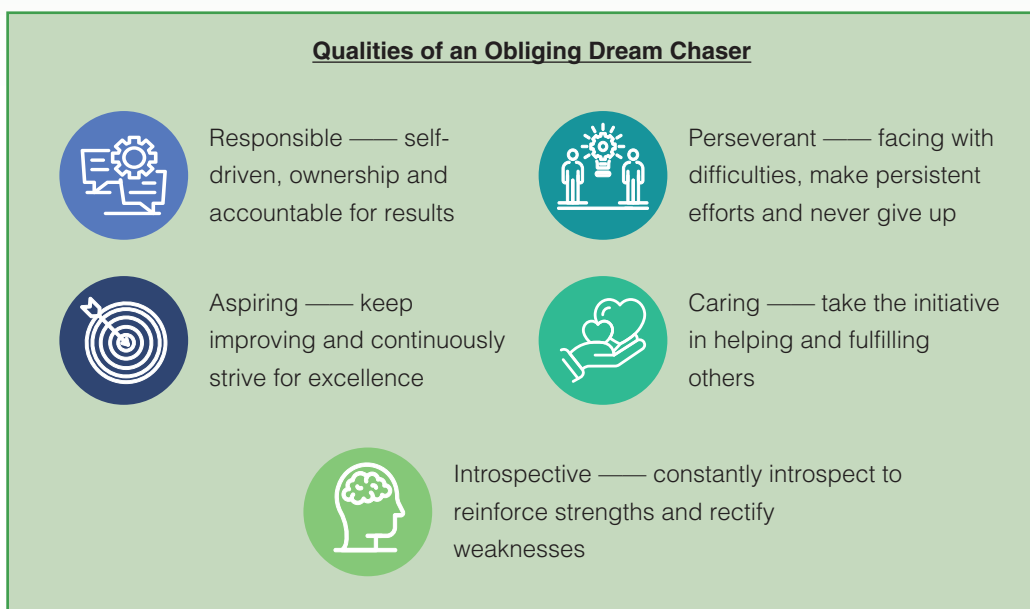 Qualities of an Obliging Dream Chaser
Responsible —— self-
driven, ownership and
accountable for results
Perseverant —— facing with
difficulties, make persistent
efforts and never give up
Aspiring —— keep
improving and continuously
strive for excellence
Caring —— take the initiative
in helping and fulfilling
others
Introspective —— constantly introspect to
reinforce strengths and rectify
weaknesses